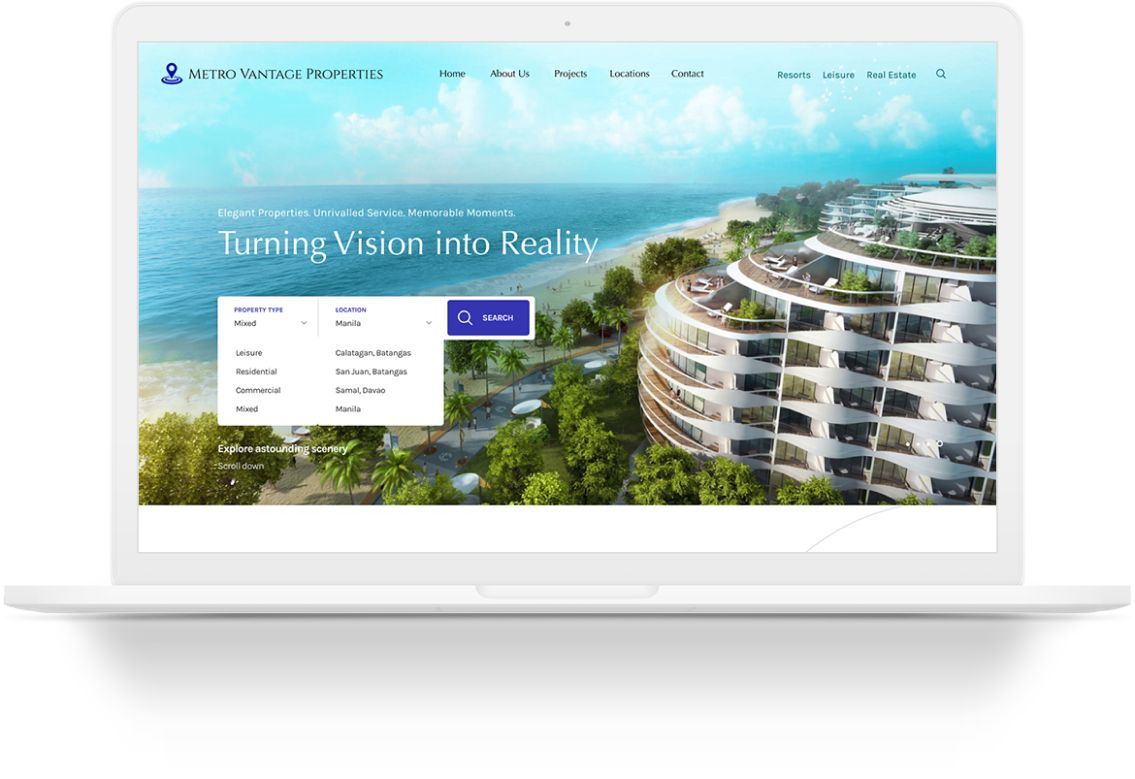 METRO VANTAGE PROPERTIES
Home About Us Projects Locations Contact
Resorts Leisure Real Estate
Elegant Properties. Unrivalled Service. Memorable Moments.
Turning Vision into Reality
PROPERTY TYPE
Mixed
LOCATION
Manila
SEARCH
Leisure
Residential
Commercial
Mixed
Calatagan, Batangas
San Juan, Batangas
Samal, Davao
Manila
Explore astounding scenery
Scroll down